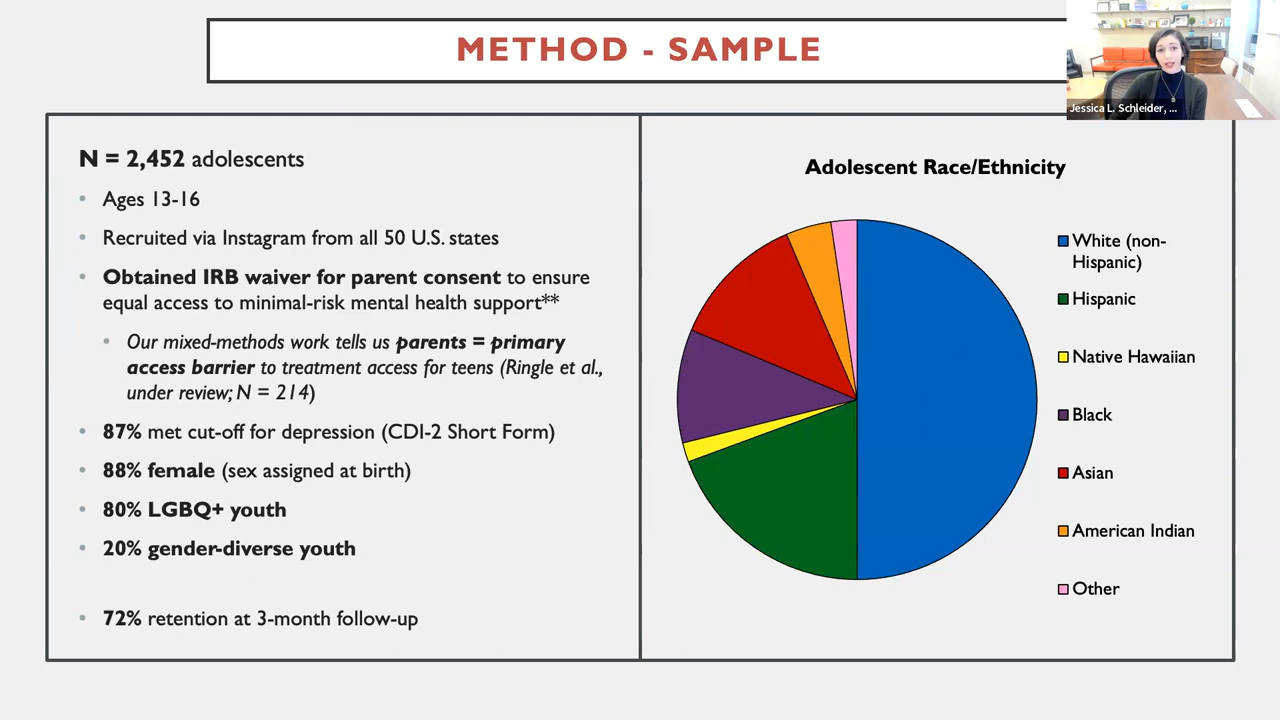 METHOD - SAMPLE
Jessica L. Schleider, ...
N = 2,452 adolescents
• Ages 13-16
• Recruited via Instagram from all 50 U.S. states
• Obtained IRB waiver for parent consent to ensure
equal access to minimal-risk mental health support**
• Our mixed-methods work tells us parents = primary
access barrier to treatment access for teens (Ringle et al.,
under review; N = 214)
• 87% met cut-off for depression (CDI-2 Short Form)
• 88% female (sex assigned at birth)
• 80% LGBQ+ youth
• 20% gender-diverse youth
• 72% retention at 3-month follow-up
Adolescent Race/Ethnicity
White (non-
Hispanic)
Hispanic
Native Hawaiian
Black
Asian
American Indian
Other